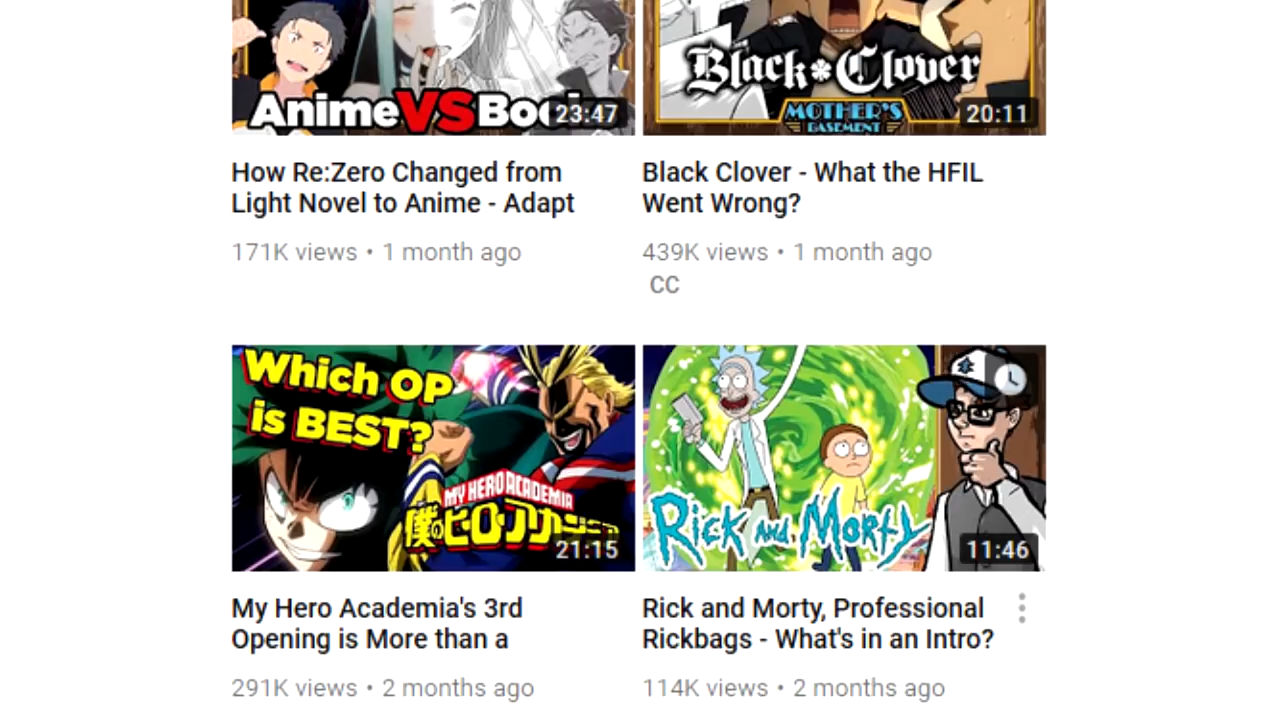 Anime VS Boo
23:47
Black Clover
MOTHER'S
BASEMENT
20:11
How Re:Zero Changed from
Light Novel to Anime - Adapt
171K views • 1 month ago
Black Clover - What the HFIL
Went Wrong?
439K views • 1 month ago
CC
Which OP
is BEST?
MY HERO ACADEMIA
僕のヒーローアカデミア
21:15
RICK AND MORTY
11:46
My Hero Academia's 3rd
Opening is More than a
291K views • 2 months ago
Rick and Morty, Professional
Rickbags - What's in an Intro?
114K views • 2 months ago